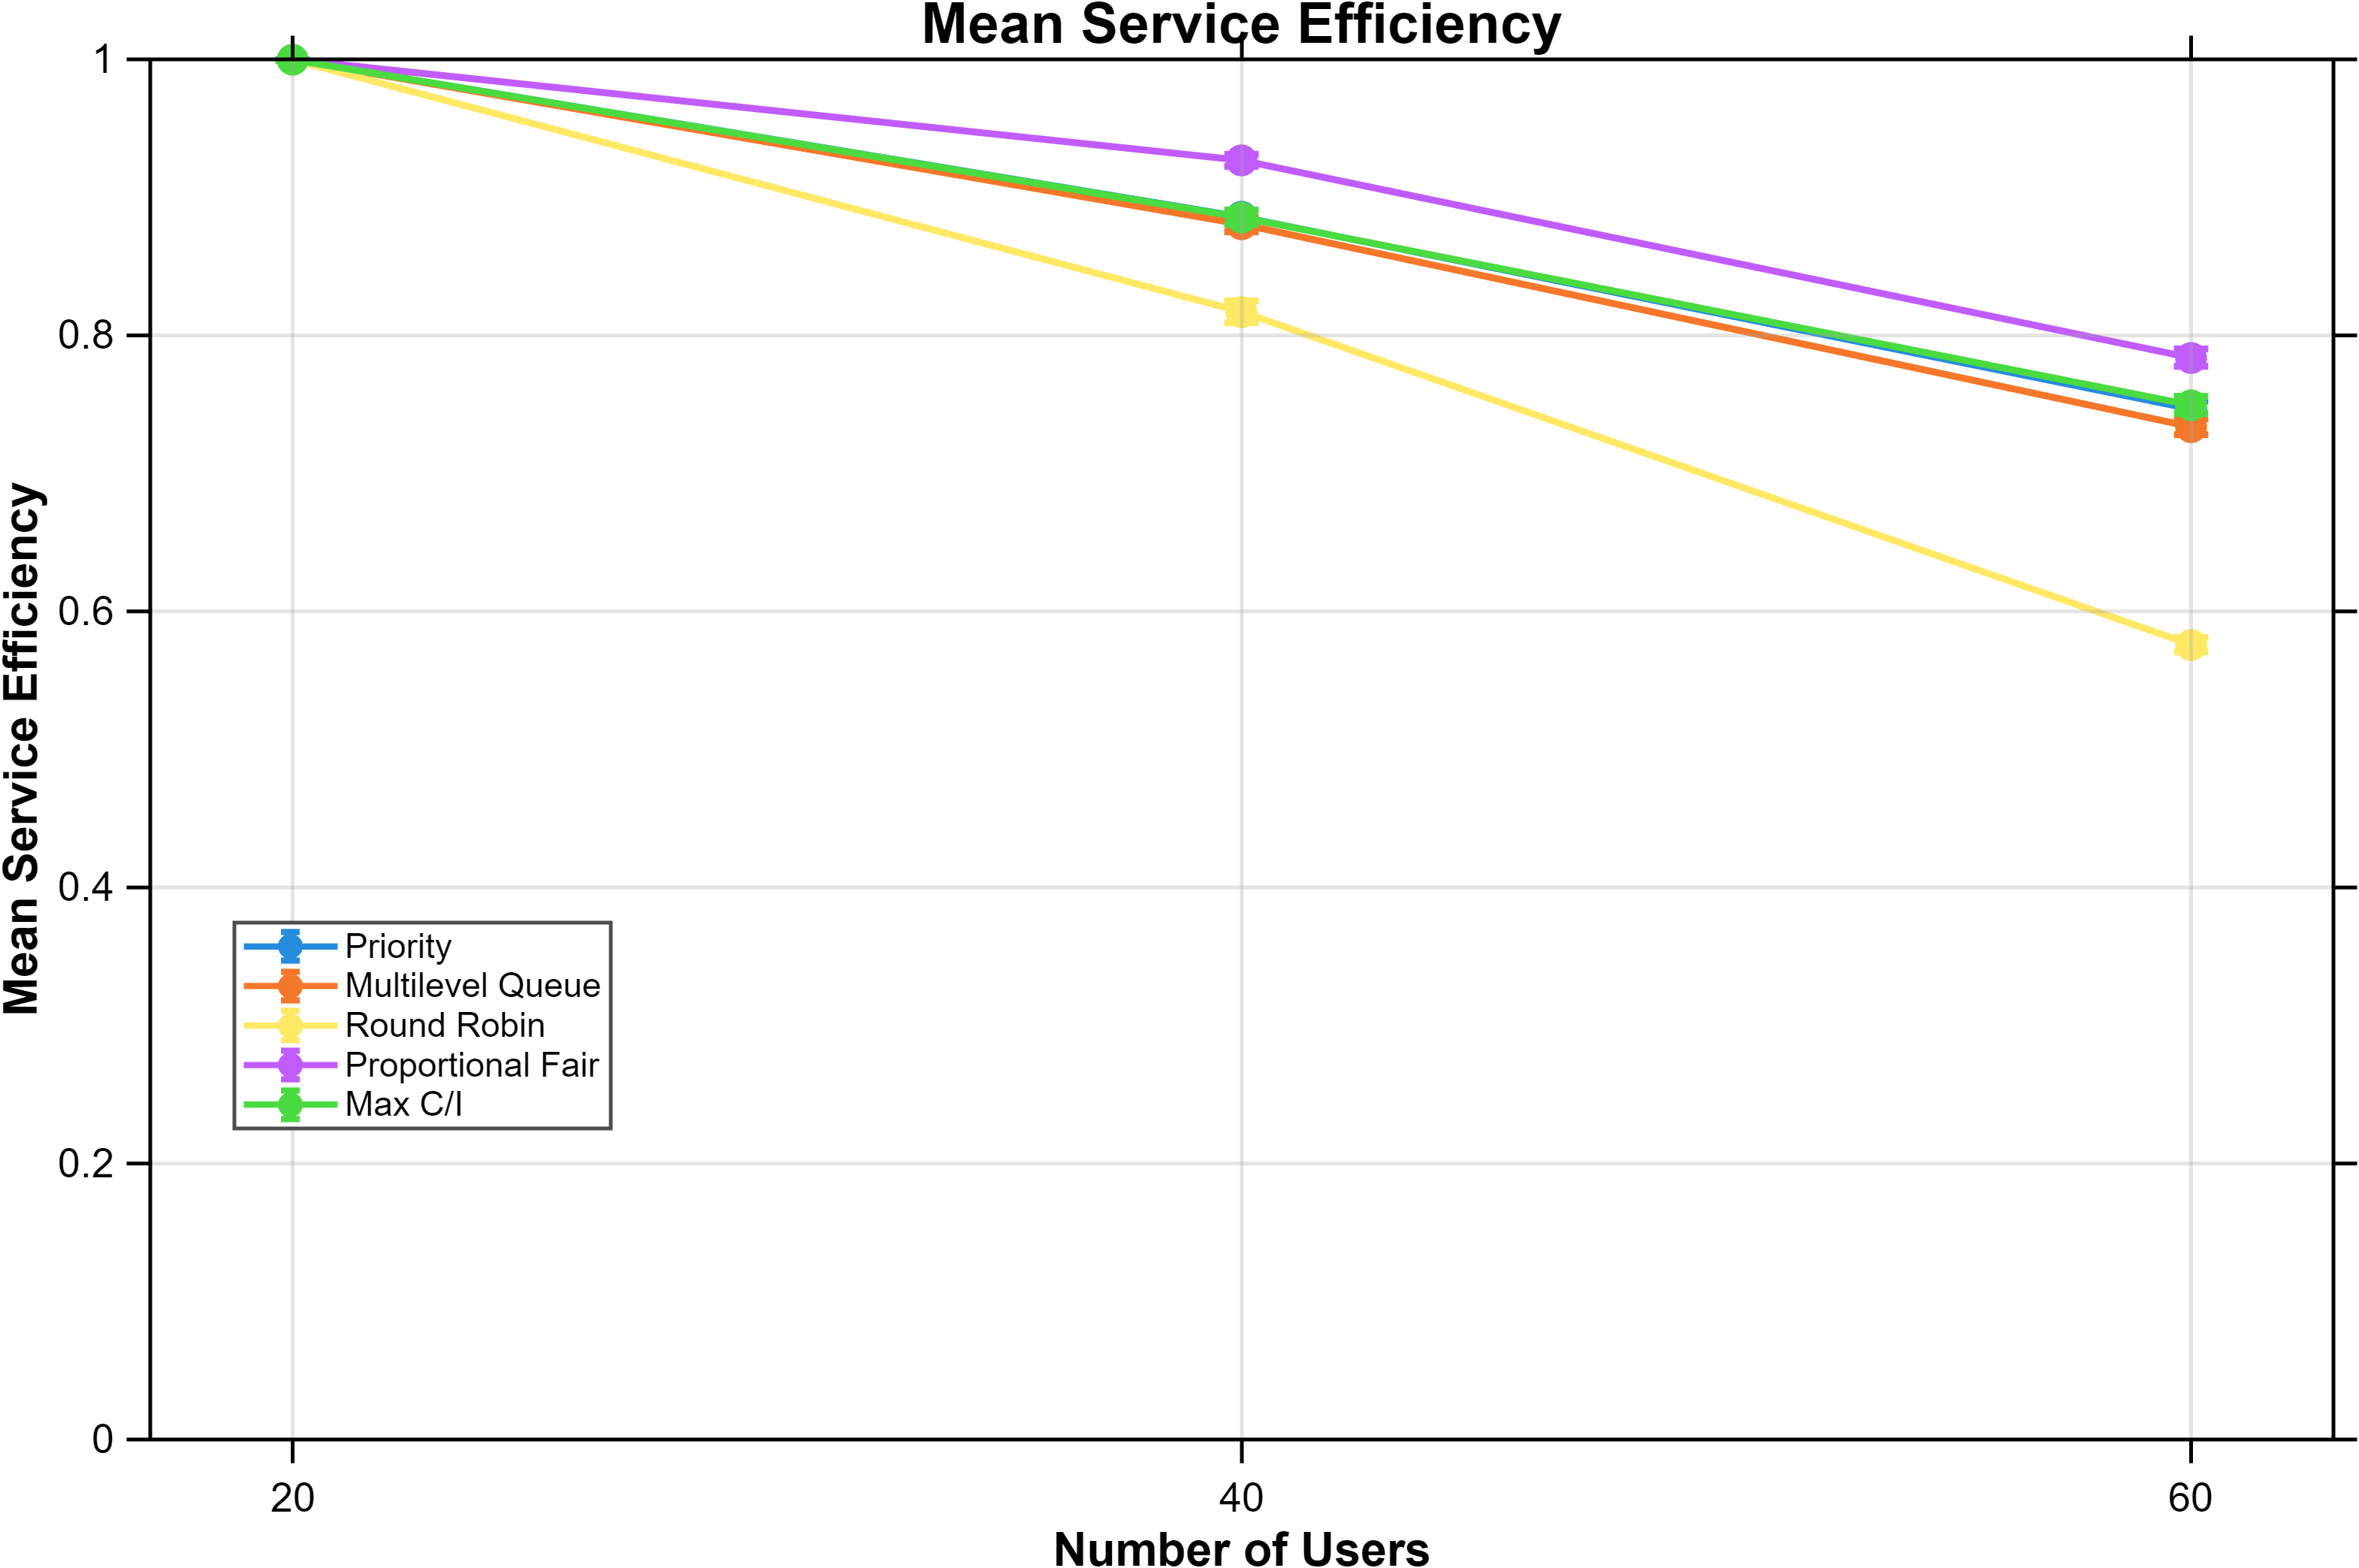 Mean Service Efficiency
1
0.8
0.6
0.4
0.2
0
Mean Service Efficiency
Priority
Multilevel Queue
Round Robin
Proportional Fair
Max C/I
20 40 60
Number of Users